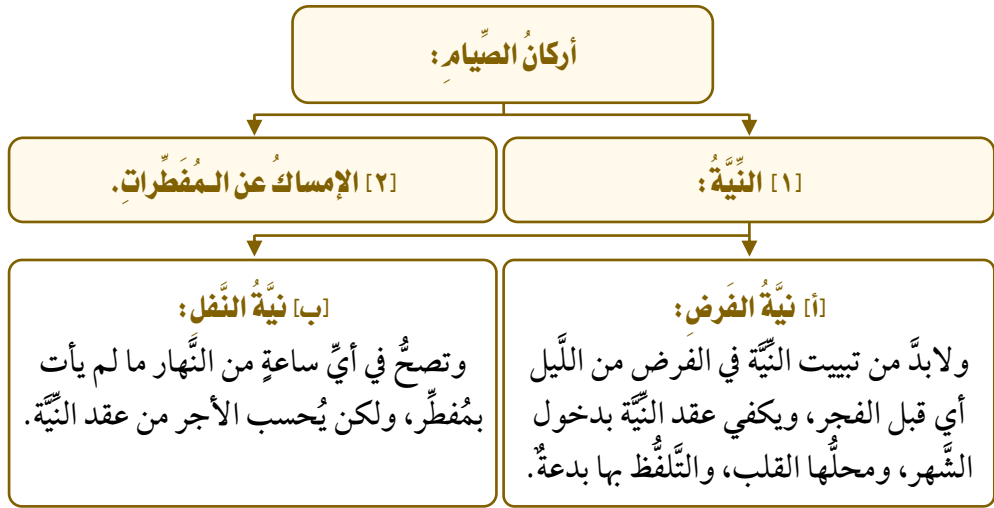 أركانُ الصِّيامِ:
[١] النِّيَّةُ:
[٢] الإمساكُ عن الـمُفَطِّراتِ.
[أ] نيَّةُ الفَرضِ:
ولابدَّ من تبييت النِّيَّة في الفرض من اللَّيل
أي قبل الفجر، ويكفي عقد النِّيَّة بدخول
الشَّهر، ومحلُّها القلب، والتَّلفُّظ بها بدعةٌ.
[ب] نيَّةُ النَّفل:
وتصحُّ في أيِّ ساعةٍ من النَّهار ما لم يأت
بمُفطِّر، ولكن يُحسب الأجر من عقد النِّيَّة.